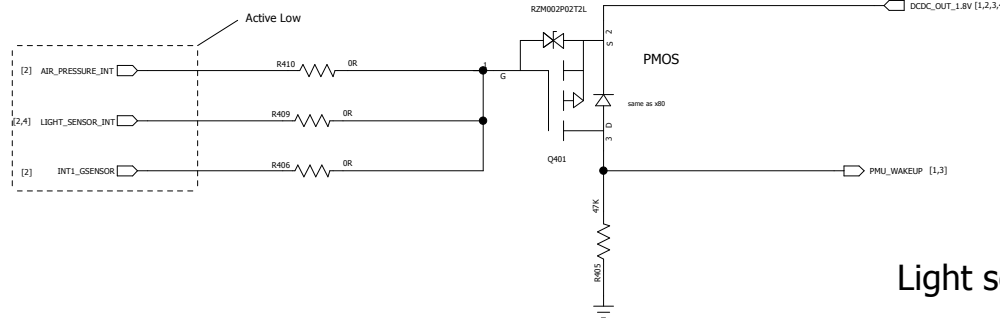 RZM002P02T2L
DCDC_OUT_1.8V [1,2,3,4
Active Low
2
S
PMOS
[2] AIR_PRESSURE_INT
R410 0R
1
G
same as x80
[2,4] LIGHT_SENSOR_INT
R409 0R
D
3
Q401
[2] INT1_GSENSOR
R406 0R
PMU_WAKEUP [1,3]
47K
R405
Light se